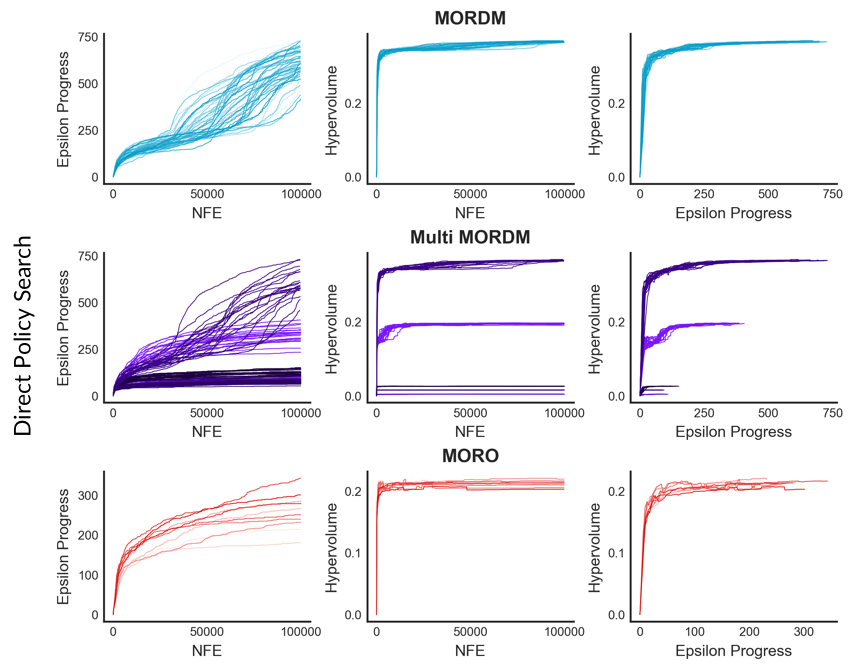 Direct Policy Search
MORDM
Epsilon Progress
750
500
250
0
0 50000 100000
NFE
Hypervolume
0.2
0.0
0 50000 100000
NFE
Hypervolume
0.2
0.0
0 250 500 750
Epsilon Progress
Multi MORDM
Epsilon Progress
750
500
250
0
0 50000 100000
NFE
Hypervolume
0.2
0.0
0 50000 100000
NFE
Hypervolume
0.2
0.0
0 250 500 750
Epsilon Progress
MORO
Epsilon Progress
300
200
100
0
0 50000 100000
NFE
Hypervolume
0.2
0.1
0.0
0 50000 100000
NFE
Hypervolume
0.2
0.1
0.0
0 100 200 300
Epsilon Progress